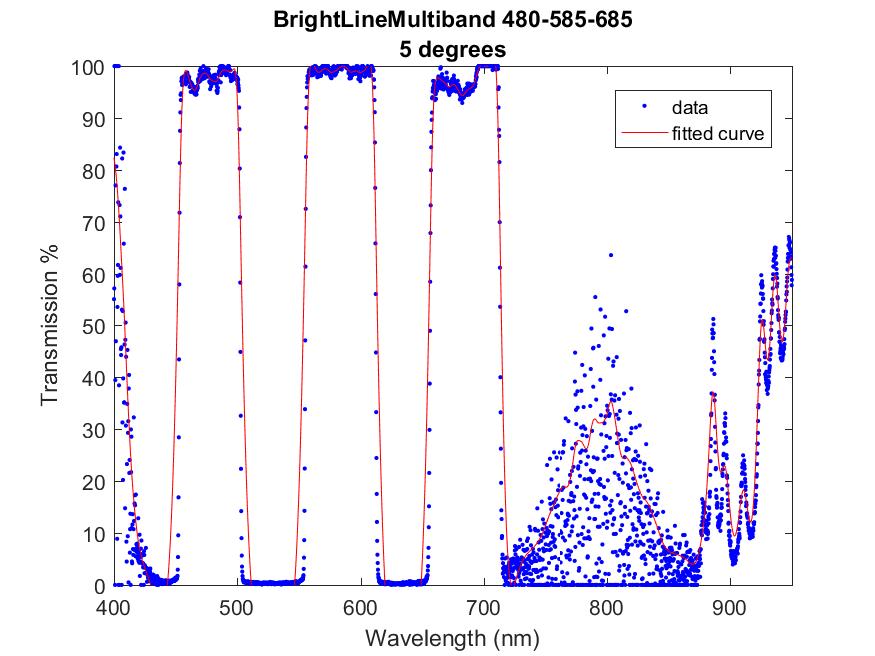 BrightLineMultiband 480-585-685
5 degrees
100
90
80
70
60
50
40
30
20
10
0
Transmission %
data
fitted curve
400
500
600
700
800
900
Wavelength (nm)